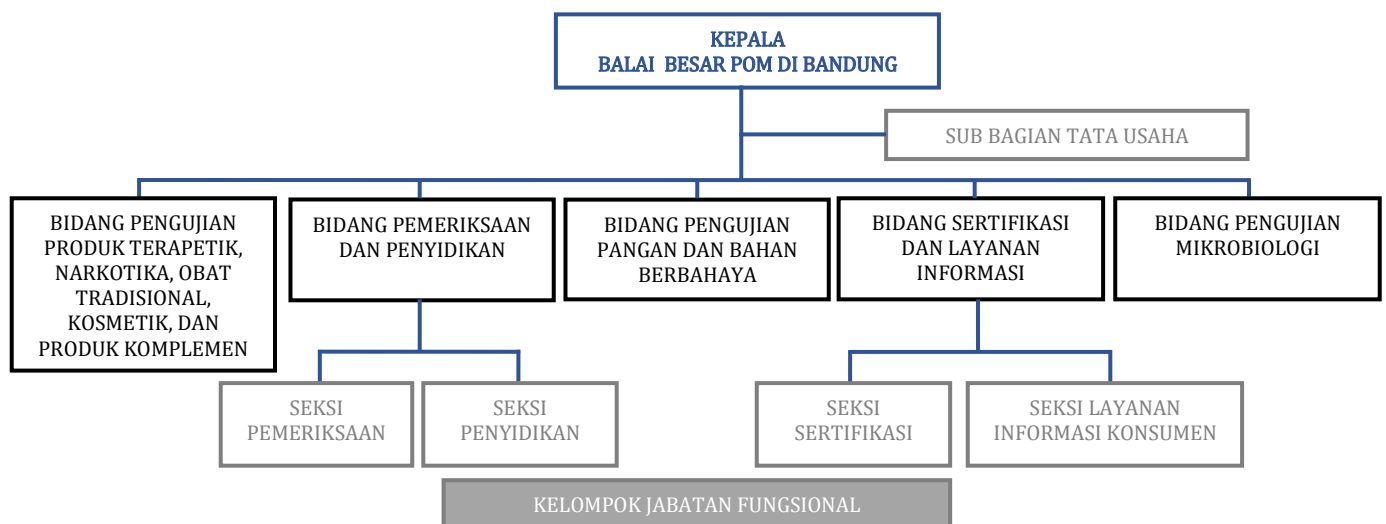 KEPALA
BALAI BESAR POM DI BANDUNG
SUB BAGIAN TATA USAHA
BIDANG PENGUJIAN
PRODUK TERAPETIK,
NARKOTIKA, OBAT
TRADISIONAL,
KOSMETIK, DAN
PRODUK KOMPLEMEN
BIDANG PEMERIKSAAN
DAN PENYIDIKAN
BIDANG PENGUJIAN
PANGAN DAN BAHAN
BERBAHAYA
BIDANG SERTIFIKASI
DAN LAYANAN
INFORMASI
BIDANG PENGUJIAN
MIKROBIOLOGI
SEKSI
PEMERIKSAAN
SEKSI
PENYIDIKAN
SEKSI
SERTIFIKASI
SEKSI LAYANAN
INFORMASI KONSUMEN
KELOMPOK JABATAN FUNGSIONAL